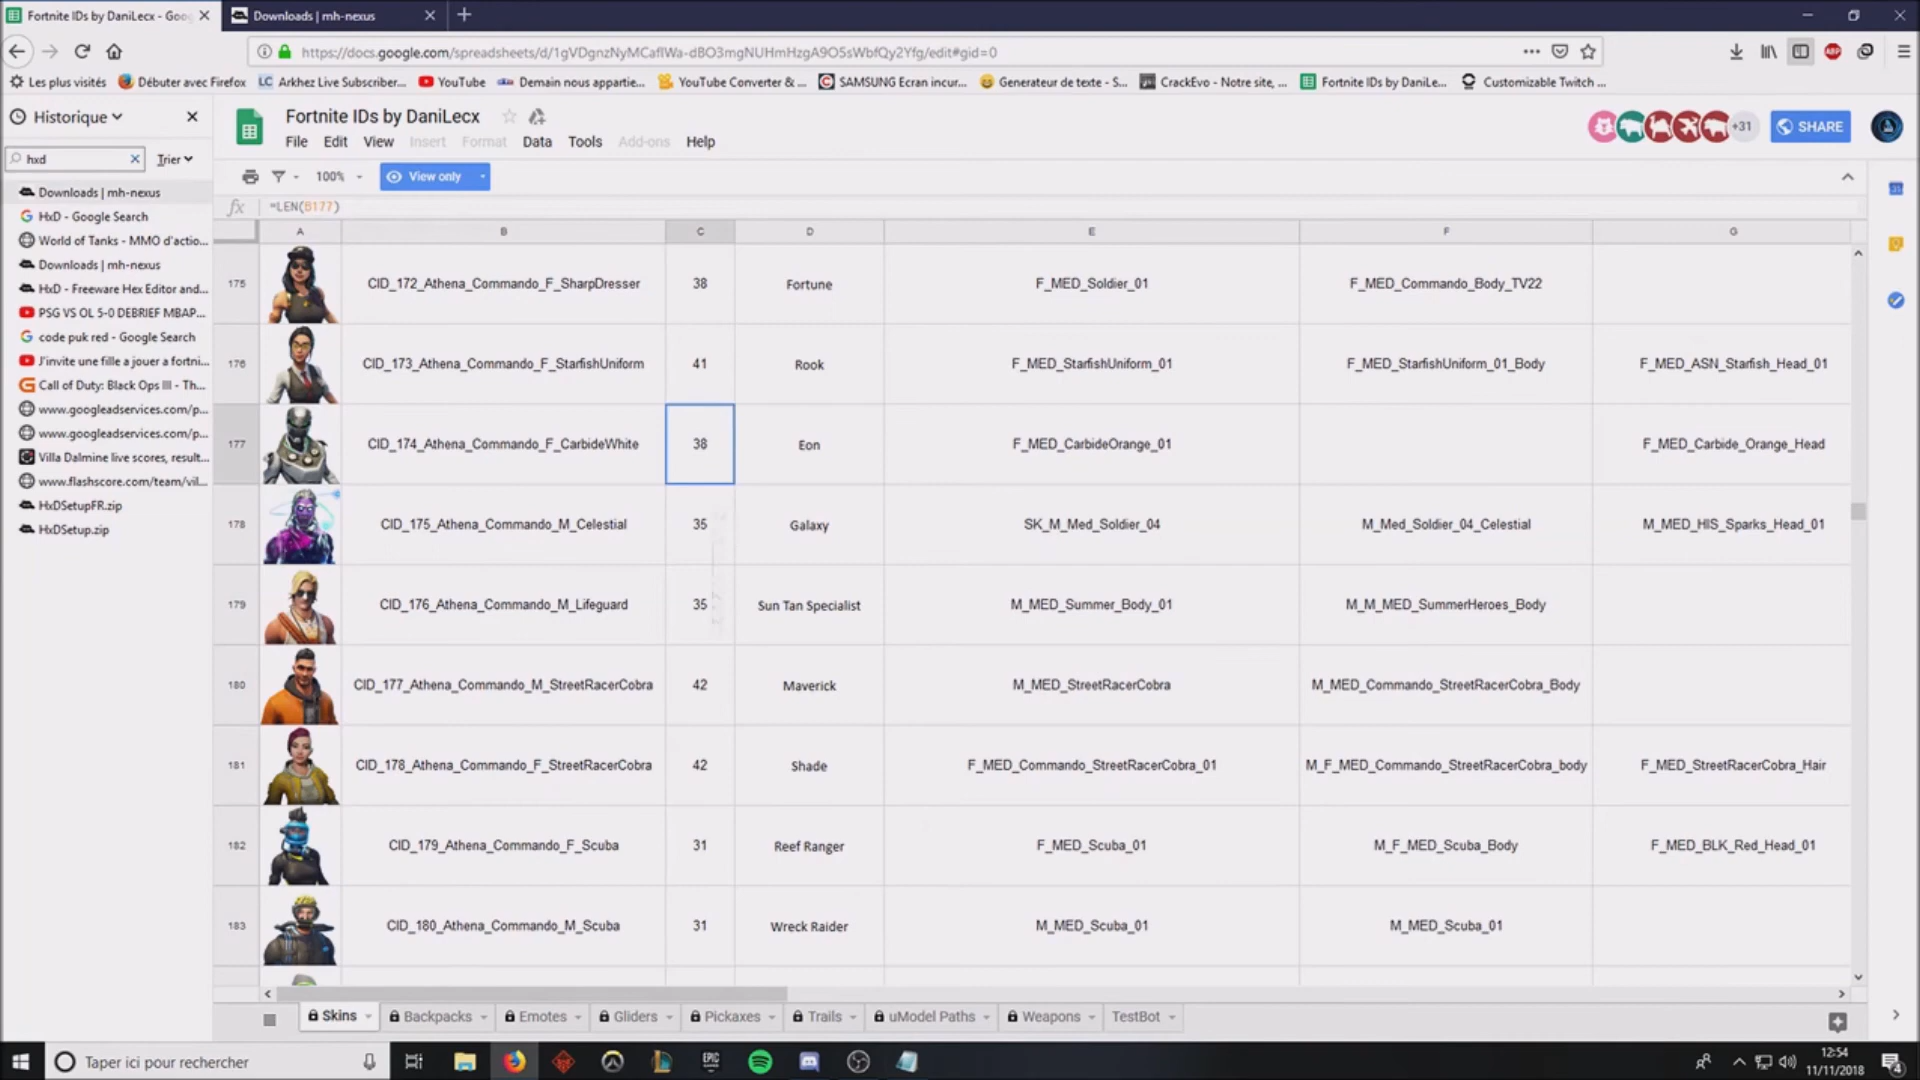 Fortnite IDs by DaniLecx - Goog
Downloads | mh-nexus
https://docs.google.com/spreadsheets/d/1gVDgnzNyMCaflWa-dBO3mgNUHmHzgA9O5sWbfQy2Yfg/edit#gid=0
Les plus visités
Débuter avec Firefox
LC Arkhez Live Subscriber...
YouTube
Demain nous appartie...
YouTube Converter & ...
SAMSUNG Ecran incur...
Generateur de texte - S...
CrackEvo - Notre site, ...
Fortnite IDs by DaniLe...
Customizable Twitch ...
Historique
hxd
Trier
Downloads | mh-nexus
HxD - Google Search
World of Tanks - MMO d'actio...
Downloads | mh-nexus
HxD - Freeware Hex Editor and...
PSG VS OL 5-0 DEBRIEF MBAP...
code puk red - Google Search
J'invite une fille a jouer a fortni...
Call of Duty: Black Ops III - Th...
www.googleadservices.com/p...
www.googleadservices.com/p...
Villa Dalmine live scores, result...
www.flashscore.com/team/vil...
HxDSetupFR.zip
HxDSetup.zip
Fortnite IDs by DaniLecx
File Edit View Insert Format Data Tools Add-ons Help
+31
SHARE
100%
View only
fx =LEN(B177)
A B C D E F G
175 CID_172_Athena_Commando_F_SharpDresser 38 Fortune F_MED_Soldier_01 F_MED_Commando_Body_TV22
176 CID_173_Athena_Commando_F_StarfishUniform 41 Rook F_MED_StarfishUniform_01 F_MED_StarfishUniform_01_Body F_MED_ASN_Starfish_Head_01
177 CID_174_Athena_Commando_F_CarbideWhite 38 Eon F_MED_CarbideOrange_01 F_MED_Carbide_Orange_Head
178 CID_175_Athena_Commando_M_Celestial 35 Galaxy SK_M_Med_Soldier_04 M_Med_Soldier_04_Celestial M_MED_HIS_Sparks_Head_01
179 CID_176_Athena_Commando_M_Lifeguard 35 Sun Tan Specialist M_MED_Summer_Body_01 M_M_MED_SummerHeroes_Body
180 CID_177_Athena_Commando_M_StreetRacerCobra 42 Maverick M_MED_StreetRacerCobra M_MED_Commando_StreetRacerCobra_Body
181 CID_178_Athena_Commando_F_StreetRacerCobra 42 Shade F_MED_Commando_StreetRacerCobra_01 M_F_MED_Commando_StreetRacerCobra_body F_MED_StreetRacerCobra_Hair
182 CID_179_Athena_Commando_F_Scuba 31 Reef Ranger F_MED_Scuba_01 M_F_MED_Scuba_Body F_MED_BLK_Red_Head_01
183 CID_180_Athena_Commando_M_Scuba 31 Wreck Raider M_MED_Scuba_01 M_MED_Scuba_01
Skins Backpacks Emotes Gliders Pickaxes Trails uModel Paths Weapons TestBot
Taper ici pour rechercher
EPIC GAMES
12:54
11/11/2018
4